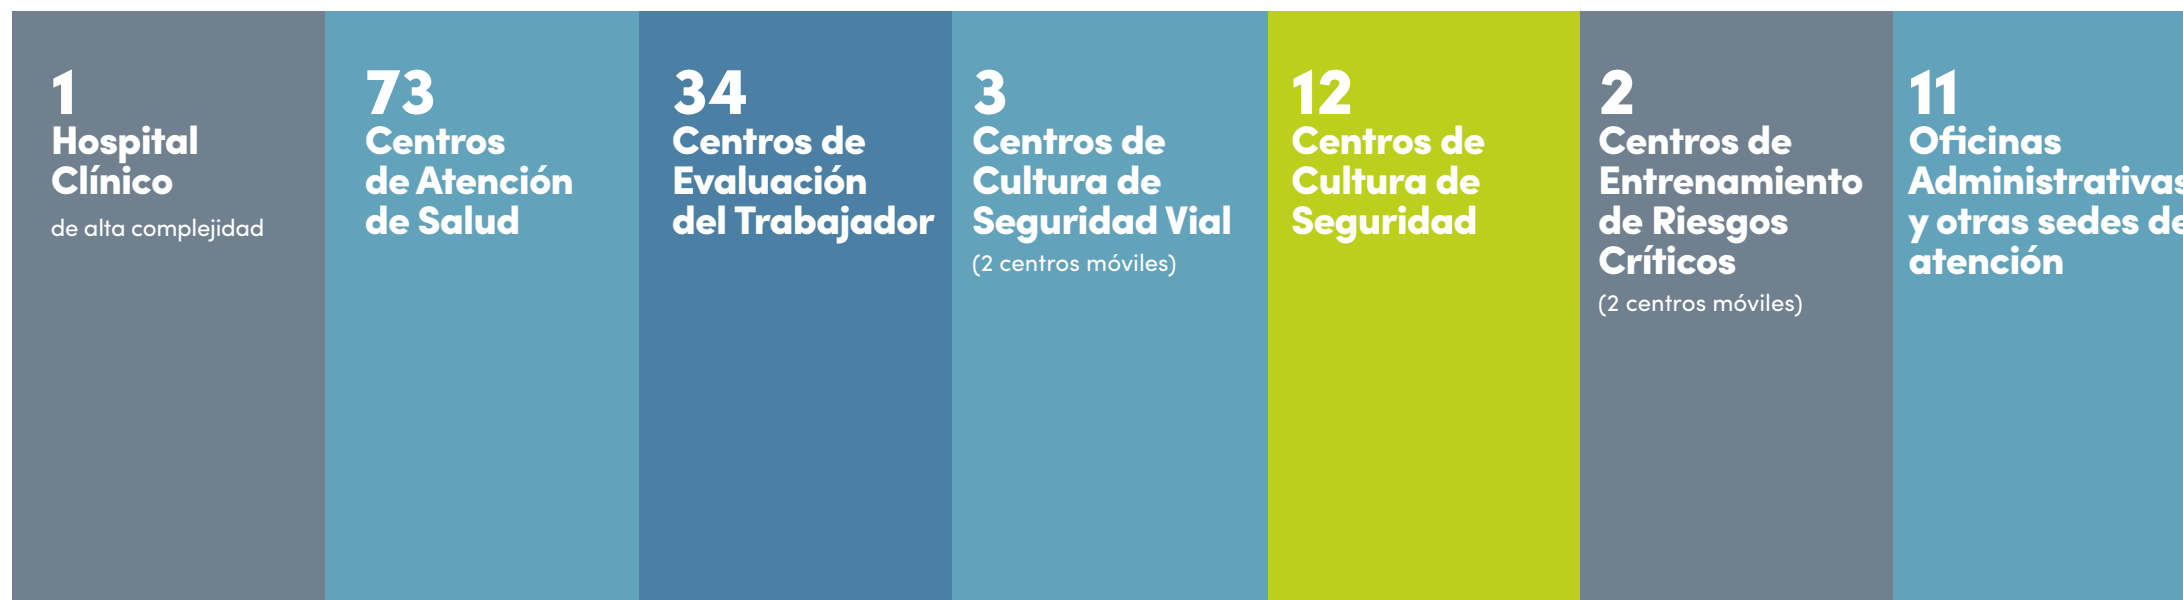 1
Hospital
Clínico
de alta complejidad
73
Centros
de Atención
de Salud
34
Centros de
Evaluación
del Trabajador
3
Centros de
Cultura de
Seguridad Vial
(2 centros móviles)
12
Centros de
Cultura de
Seguridad
2
Centros de
Entrenamiento
de Riesgos
Críticos
(2 centros móviles)
11
Oficinas
Administrativas
y otras sedes de
atención